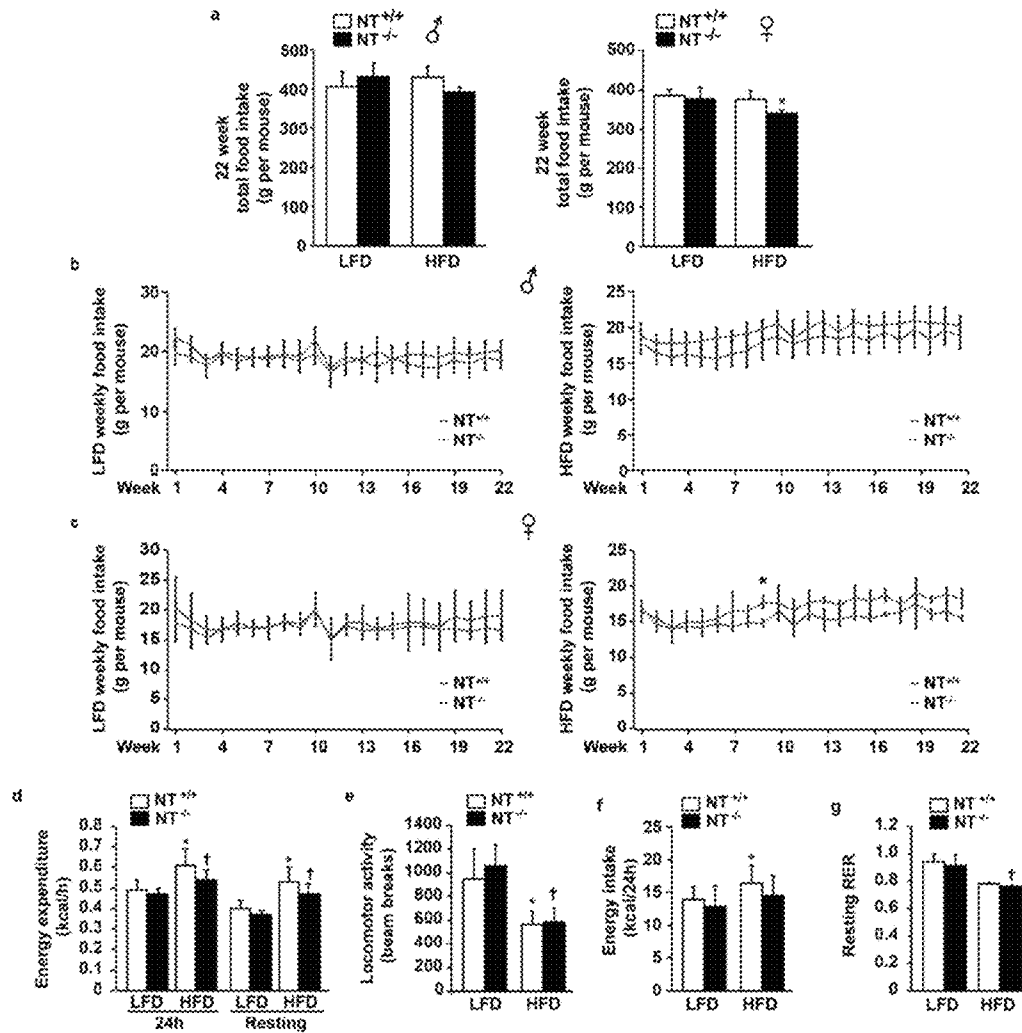 a
NT+/+
NT-/-
♂
22 week
total food intake
(g per mouse)
500
400
300
200
100
0
LFD HFD
NT+/+
NT-/-
♀
22 week
total food intake
(g per mouse)
500
400
300
200
100
0
*
LFD HFD
b
♂
LFD weekly food intake
(g per mouse)
30
20
10
0
NT+/+
NT-/-
Week 1 4 7 10 13 16 19 22
HFD weekly food intake
(g per mouse)
25
20
15
10
5
0
NT+/+
NT-/-
Week 1 4 7 10 13 16 19 22
c
♀
LFD weekly food intake
(g per mouse)
30
25
20
15
10
5
0
NT+/+
NT-/-
Week 1 4 7 10 13 16 19 22
HFD weekly food intake
(g per mouse)
25
20
15
10
5
0
*
NT+/+
NT-/-
Week 1 4 7 10 13 16 19 22
d
NT+/+
NT-/-
Energy expenditure
(kcal/h)
0.8
0.7
0.6
0.5
0.4
0.3
0.2
0.1
0
* † * †
LFD HFD LFD HFD
24h Resting
e
NT+/+
NT-/-
Locomotor activity
(beam breaks)
1400
1200
1000
800
600
400
200
0
* †
LFD HFD
f
NT+/+
NT-/-
Energy intake
(kcal/24h)
25
20
15
10
5
0
*
LFD HFD
g
NT+/+
NT-/-
Resting RER
1.2
1.0
0.8
0.6
0.4
0.2
0
†
LFD HFD